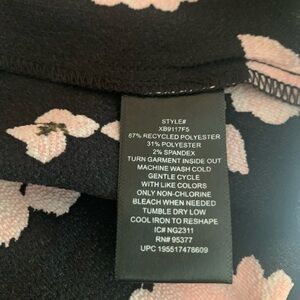 STYLE#
XB9117F5
67% RECYCLED POLYESTER
31% POLYESTER
2% SPANDEX
TURN GARMENT INSIDE OUT
MACHINE WASH COLD
GENTLE CYCLE
WITH LIKE COLORS
ONLY NON-CHLORINE
BLEACH WHEN NEEDED
TUMBLE DRY LOW
COOL IRON TO RESHAPE
IC# NG2311
RN# 95377
UPC 195517478609